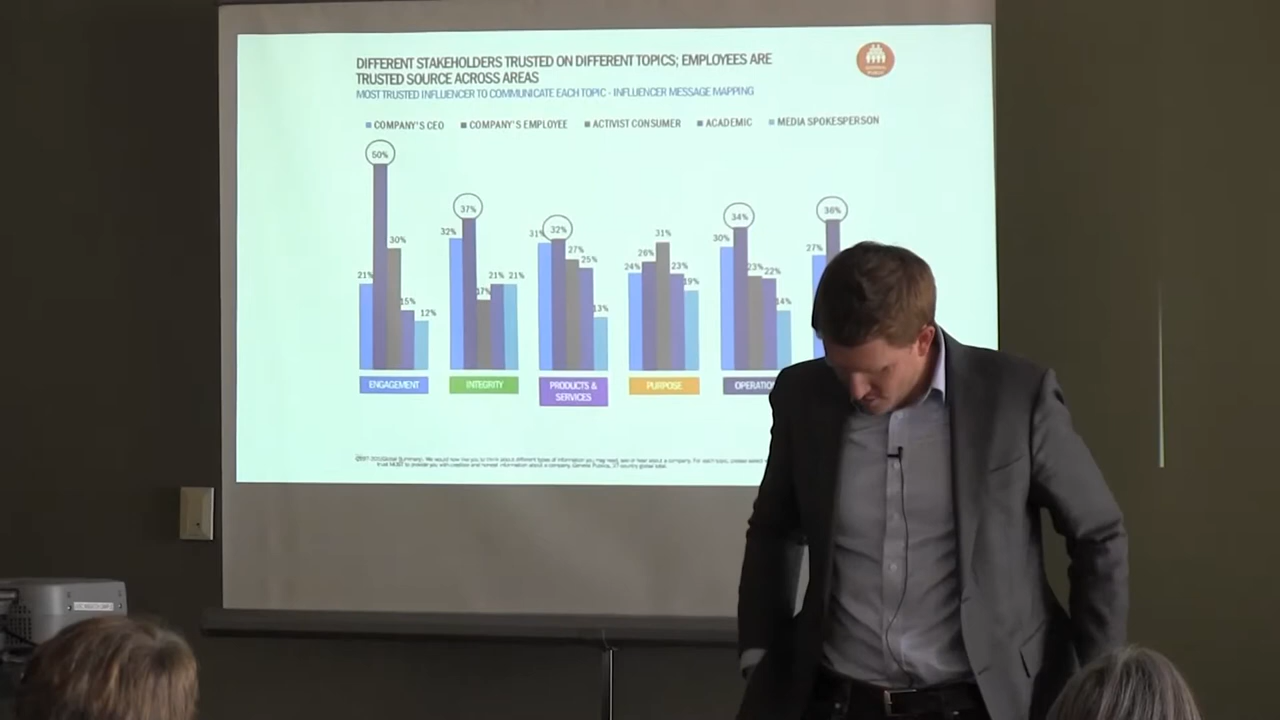 DIFFERENT STAKEHOLDERS TRUSTED ON DIFFERENT TOPICS; EMPLOYEES ARE
TRUSTED SOURCE ACROSS AREAS
MOST TRUSTED INFLUENCER TO COMMUNICATE EACH TOPIC - INFLUENCER MESSAGE MAPPING
COMPANY'S CEO COMPANY'S EMPLOYEE ACTIVIST CONSUMER ACADEMIC MEDIA SPOKESPERSON
21% 50% 30% 15% 12%
32% 37% 17% 21% 21%
31% 32% 27% 25% 13%
24% 26% 31% 23% 19%
30% 34% 23% 22% 14%
27% 36%
ENGAGEMENT
INTEGRITY
PRODUCTS &
SERVICES
PURPOSE
OPERATIO